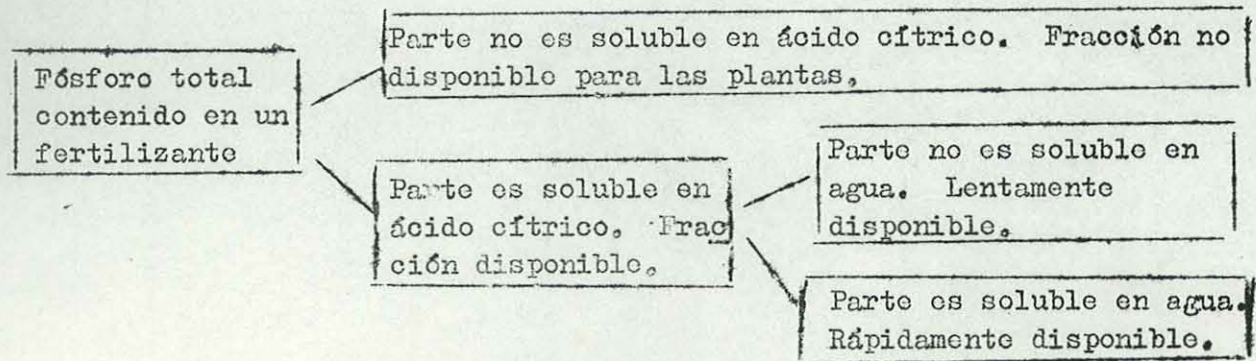 Parte no es soluble en ácido cítrico. Fracción no
disponible para las plantas.
Fósforo total
contenido en un
fertilizante
Parte es soluble en
ácido cítrico. Frac
ción disponible.
Parte no es soluble en
agua. Lentamente
disponible.
Parte es soluble en agua.
Rápidamente disponible.